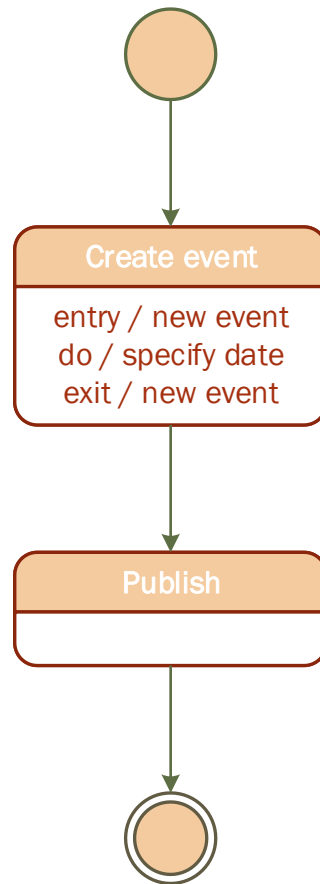 Create event
entry / new event
do / specify date
exit / new event
Publish